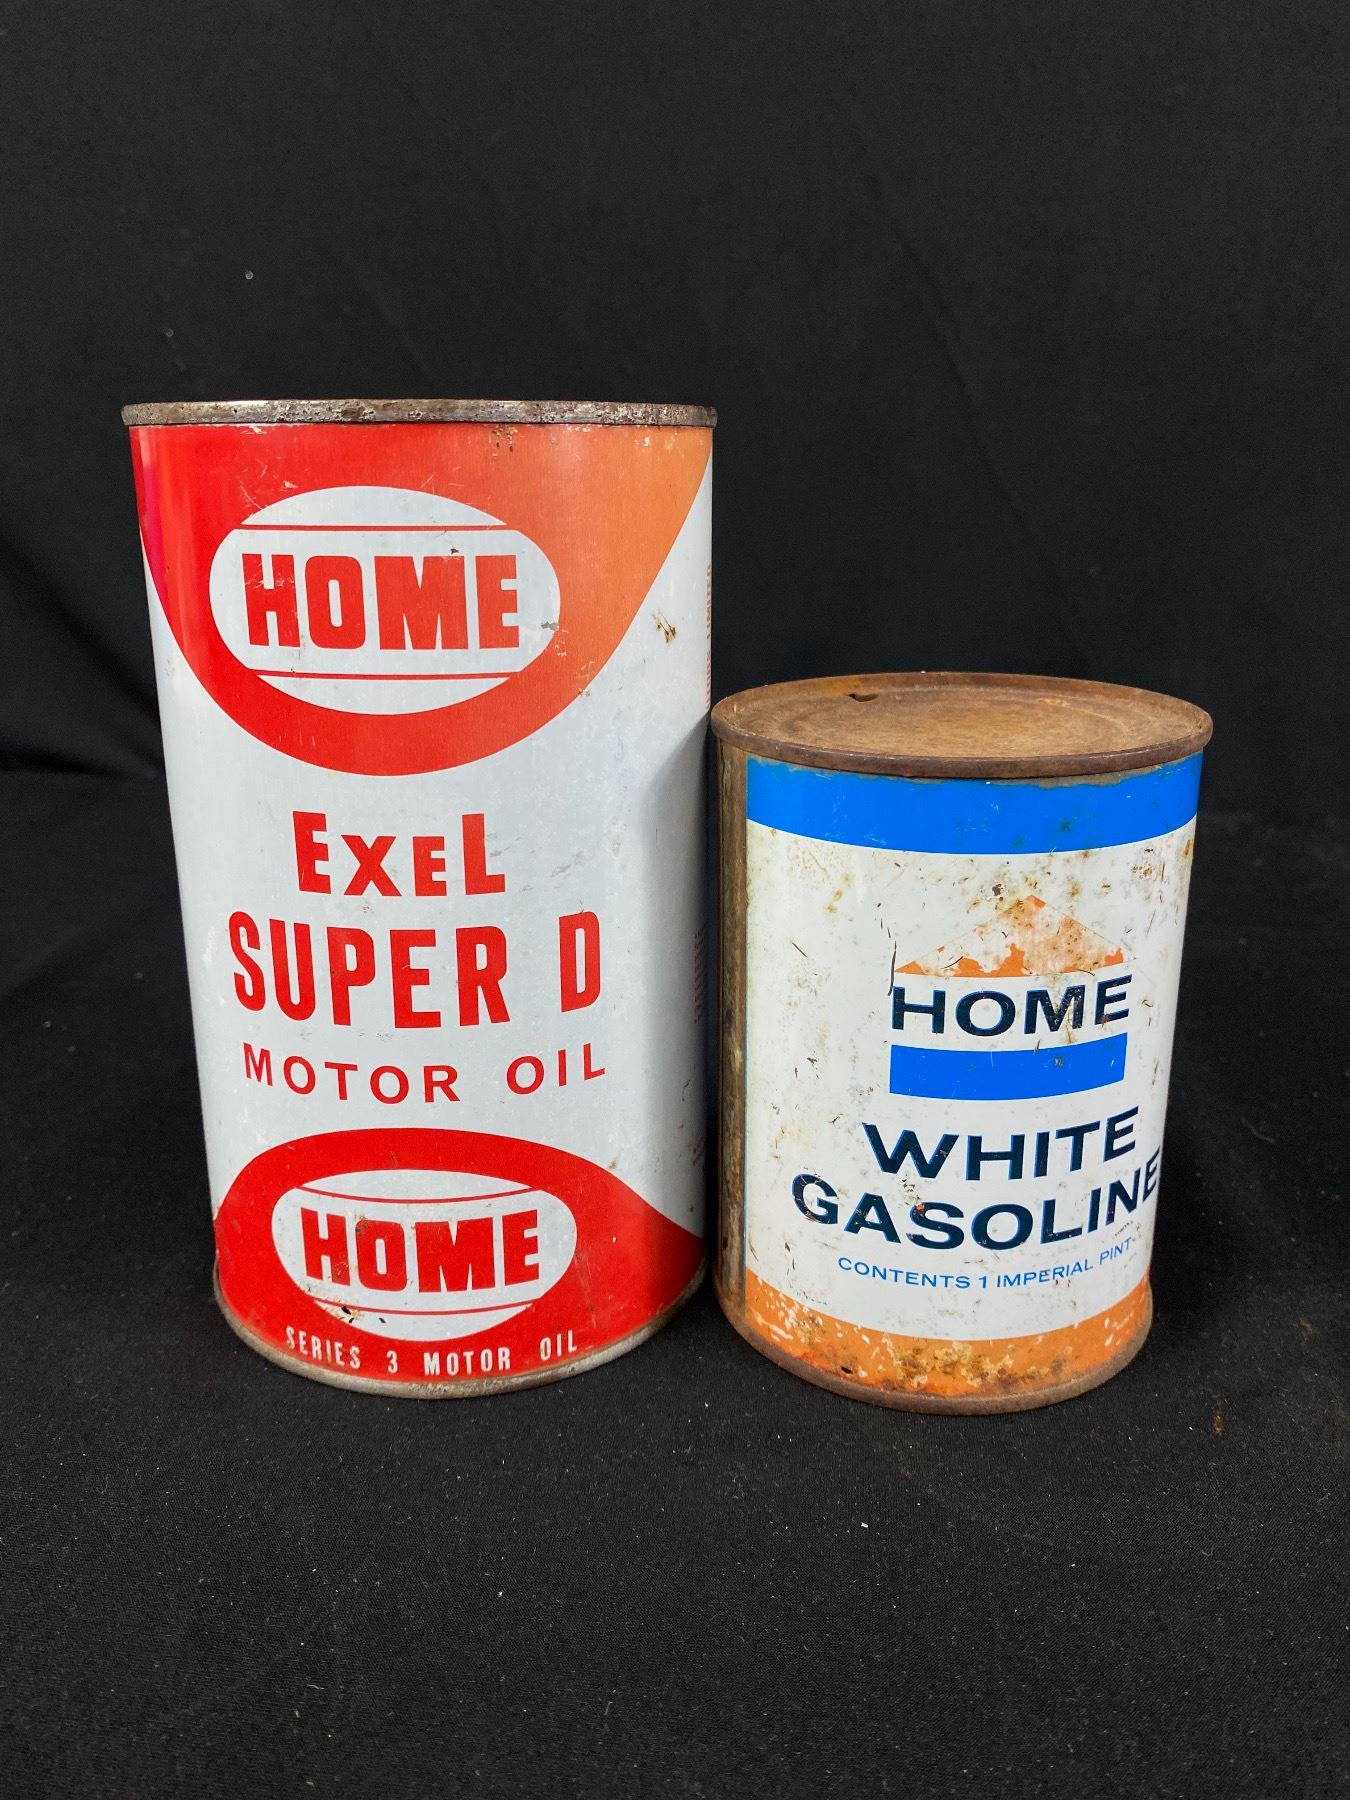 HOME
EXEL
SUPER D
MOTOR OIL
HOME
SERIES 3 MOTOR OIL
HOME
WHITE
GASOLINE
CONTENTS 1 IMPERIAL PINT